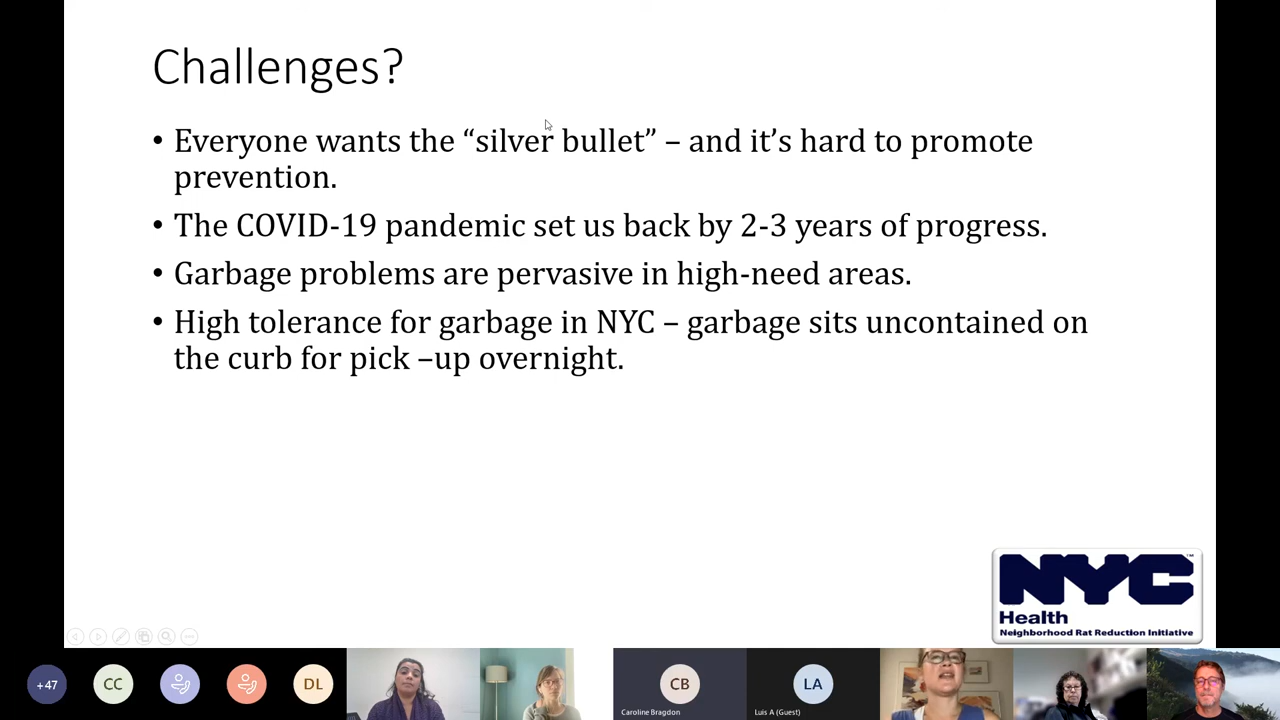 Challenges?
• Everyone wants the “silver bullet” – and it’s hard to promote
prevention.
• The COVID-19 pandemic set us back by 2-3 years of progress.
• Garbage problems are pervasive in high-need areas.
• High tolerance for garbage in NYC – garbage sits uncontained on
the curb for pick –up overnight.
NYC™
Health
Neighborhood Rat Reduction Initiative
+47
CC
DL
CB
LA
Caroline Bragdon
Luis A (Guest)